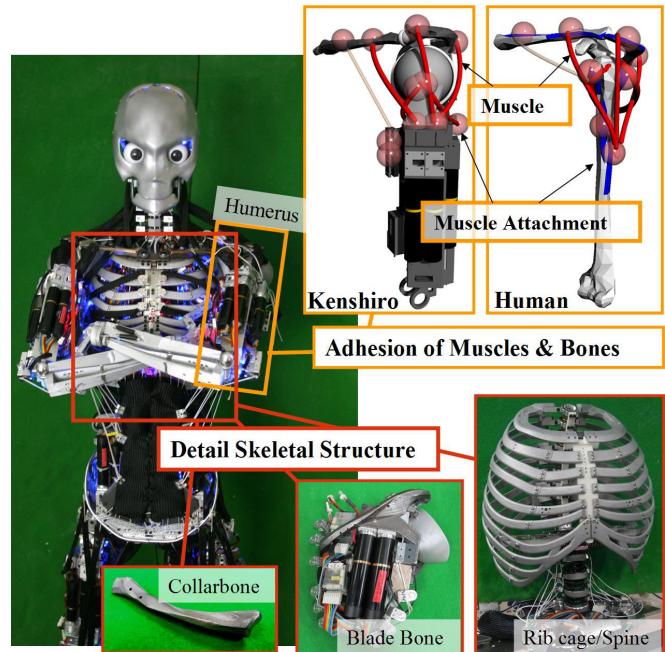 Humerus
Muscle
Muscle Attachment
Kenshiro
Human
Adhesion of Muscles & Bones
Detail Skeletal Structure
Collarbone
Blade Bone
Rib cage/Spine